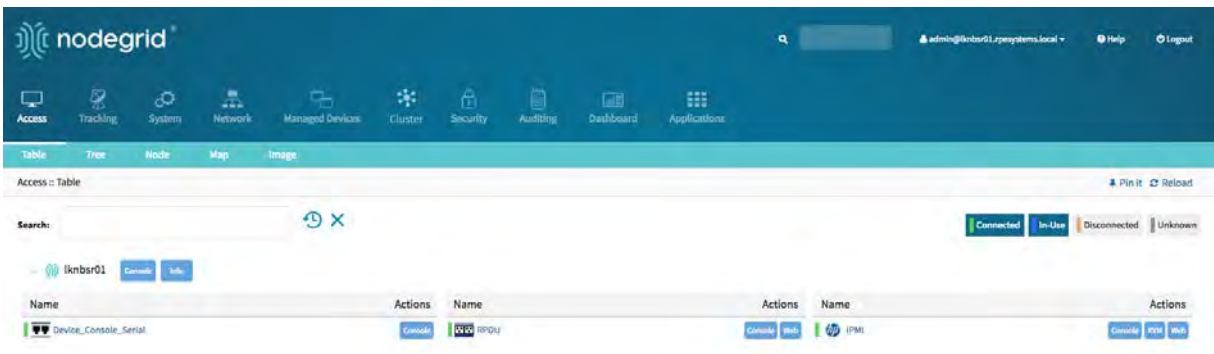 nodegrid®
admin@lknbsr01.zpesystems.local Help Logout
Access Tracking System Network Managed Devices Cluster Security Auditing Dashboard Applications
Table Tree Node Map Image
Access :: Table Pin it Reload
Search: Connected In-Use Disconnected Unknown
lknbsr01 Console Info
Name Actions Name Actions Name Actions
Device_Console_Serial Console RPDU Console Web IPMI Console KVM Web